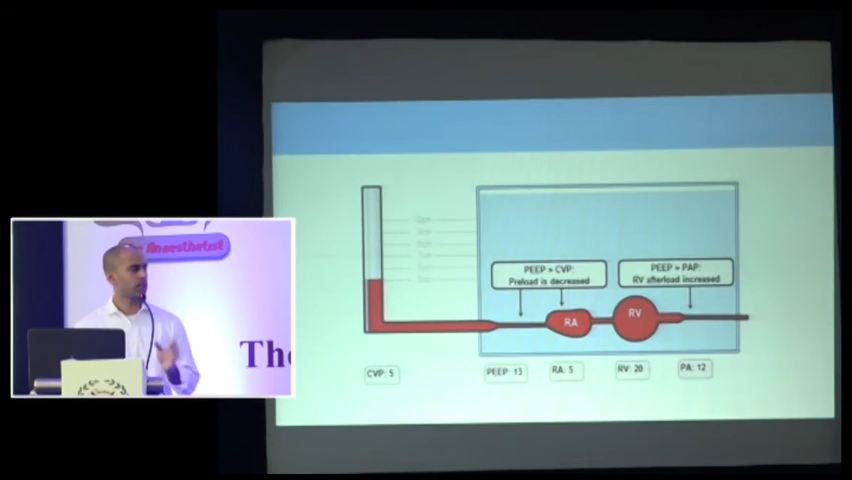 PEEP > CVP:
Preload is decreased
PEEP > PAP:
RV afterload increased
RA
RV
CVP: 5
PEEP: 13
RA: 5
RV: 20
PA: 12
Anaesthetist
The